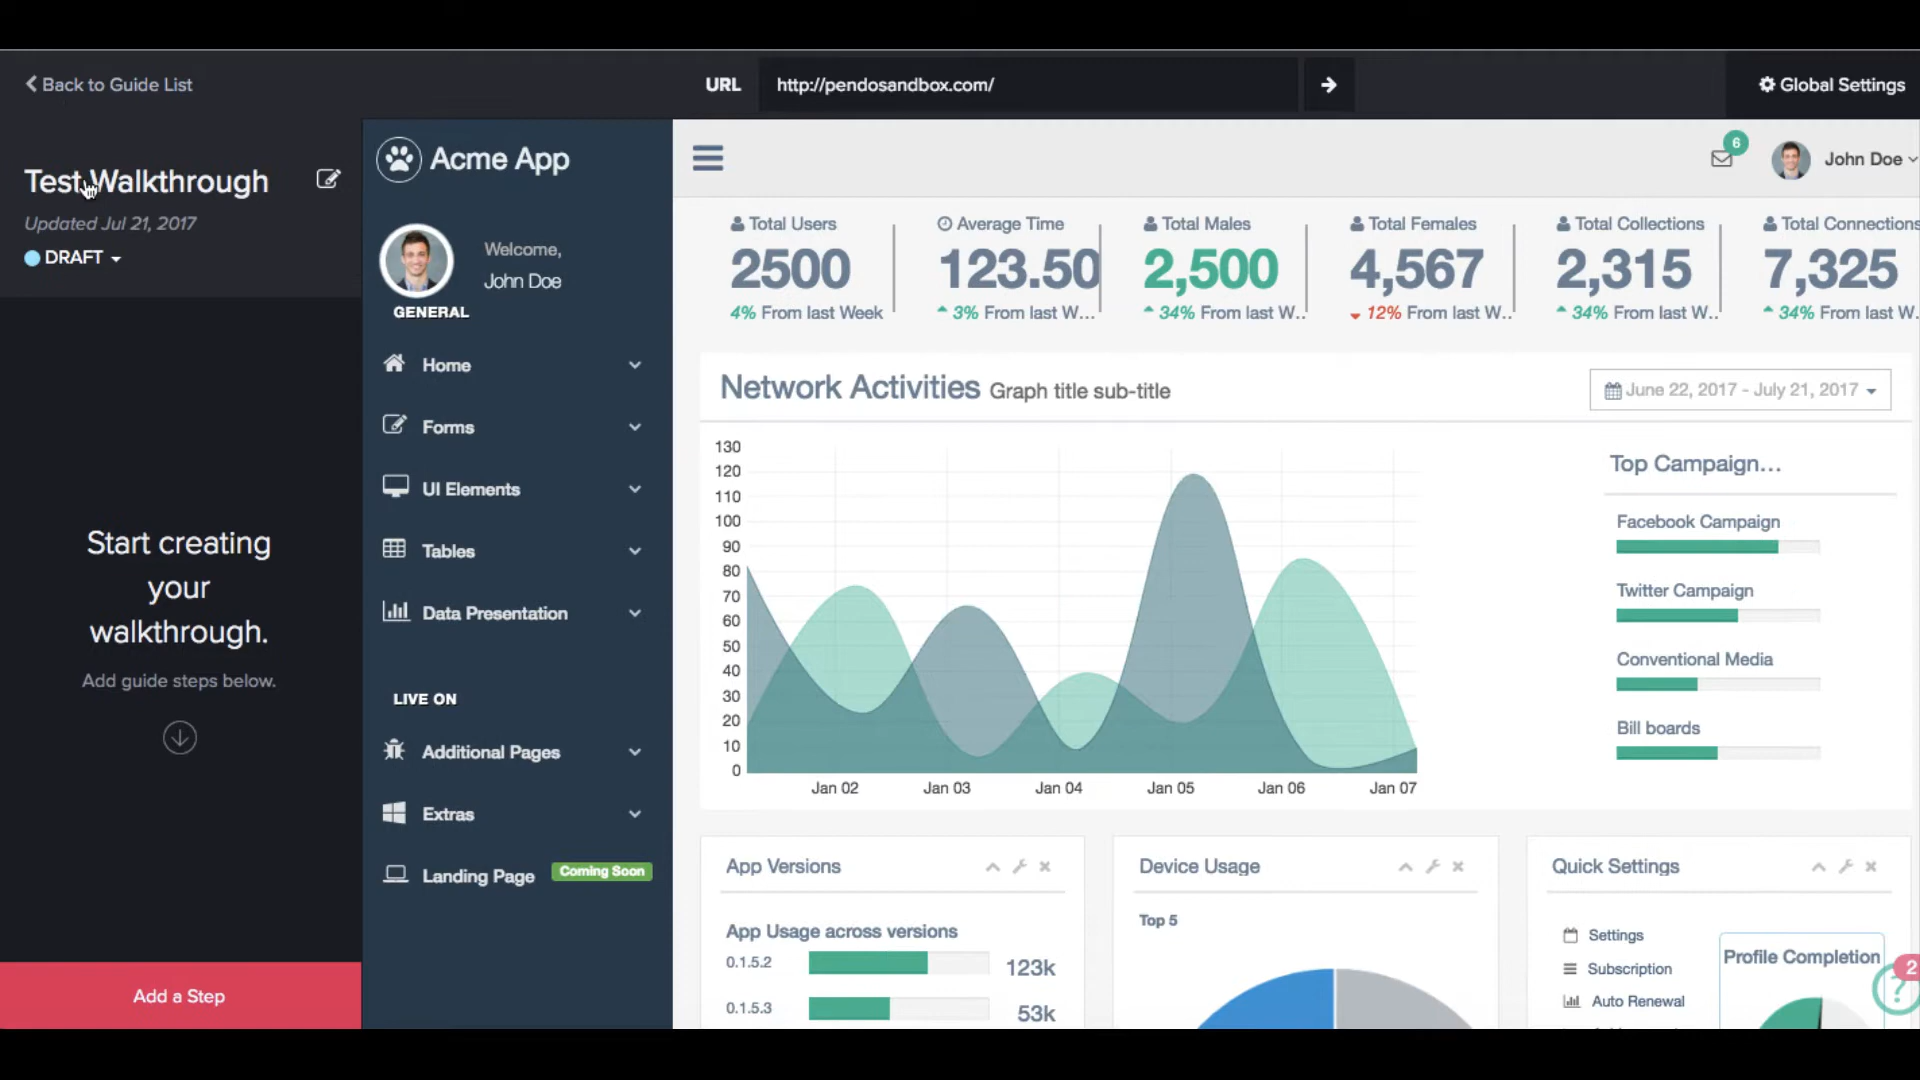 Back to Guide List
URL
http://pendosandbox.com/
Global Settings
Test Walkthrough
Updated Jul 21, 2017
DRAFT
Start creating
your
walkthrough.
Add guide steps below.
Add a Step
Acme App
Welcome,
John Doe
GENERAL
Home
Forms
UI Elements
Tables
Data Presentation
LIVE ON
Additional Pages
Extras
Landing Page
Coming Soon
6
John Doe
Total Users
2500
4% From last Week
Average Time
123.50
3% From last W...
Total Males
2,500
34% From last W..
Total Females
4,567
12% From last W..
Total Collections
2,315
34% From last W..
Total Connections
7,325
34% From last W.
Network Activities Graph title sub-title
June 22, 2017 - July 21, 2017
130
120
110
100
90
80
70
60
50
40
30
20
10
0
Jan 02
Jan 03
Jan 04
Jan 05
Jan 06
Jan 07
Top Campaign...
Facebook Campaign
Twitter Campaign
Conventional Media
Bill boards
App Versions
App Usage across versions
0.1.5.2
123k
0.1.5.3
53k
Device Usage
Top 5
Quick Settings
Settings
Subscription
Auto Renewal
Profile Completion
2
?